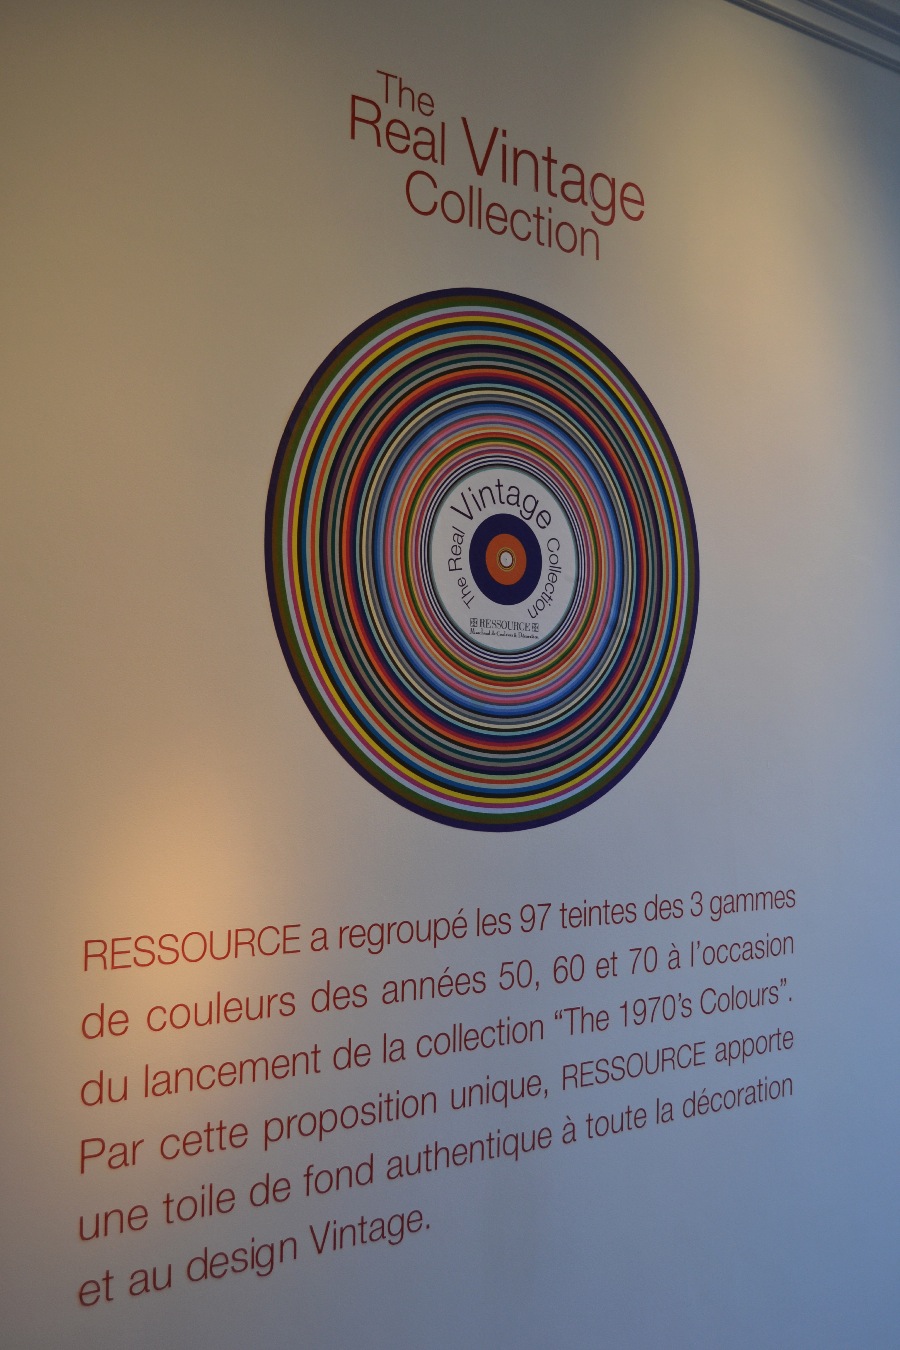 The
Real Vintage
Collection
The Real Vintage Collection
RESSOURCE
RESSOURCE a regroupé les 97 teintes des 3 gammes
de couleurs des années 50, 60 et 70 à l’occasion
du lancement de la collection “The 1970’s Colours”.
Par cette proposition unique, RESSOURCE apporte
une toile de fond authentique à toute la décoration
et au design Vintage.